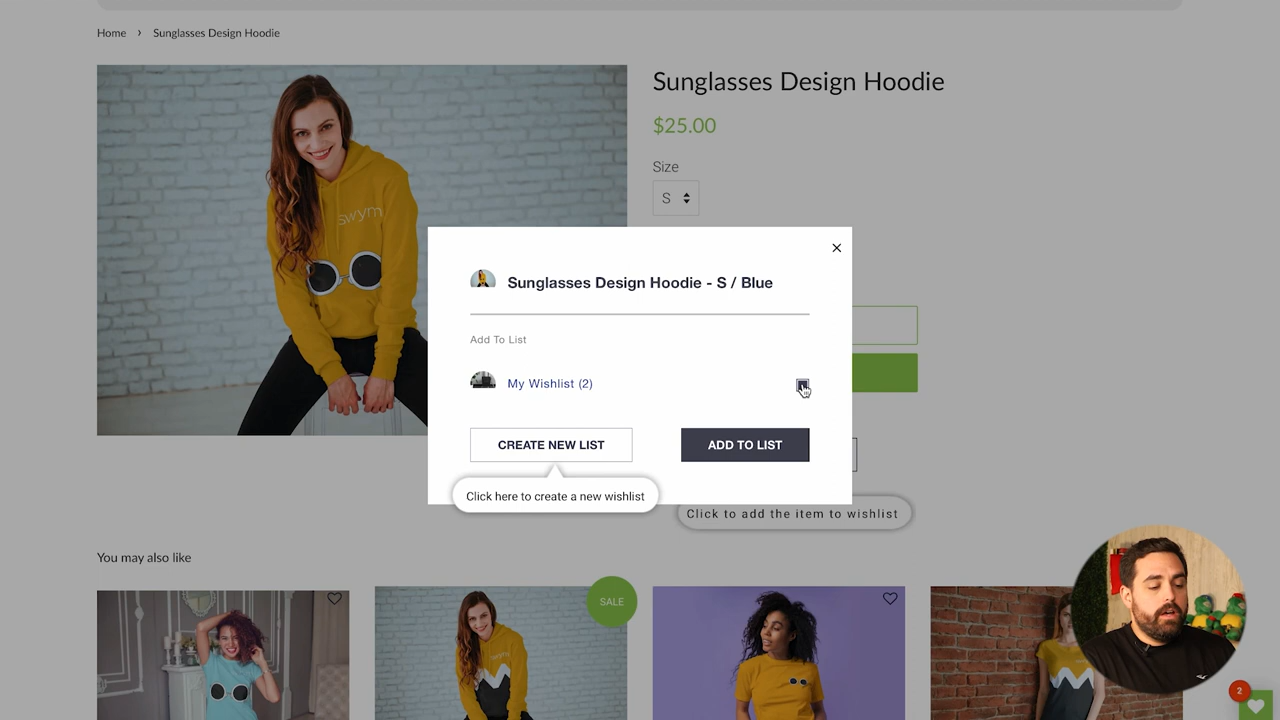 Home › Sunglasses Design Hoodie
Sunglasses Design Hoodie
$25.00
Size
S
swym
Sunglasses Design Hoodie - S / Blue
Add To List
My Wishlist (2)
CREATE NEW LIST
ADD TO LIST
Click here to create a new wishlist
Click to add the item to wishlist
You may also like
SALE
swym
2